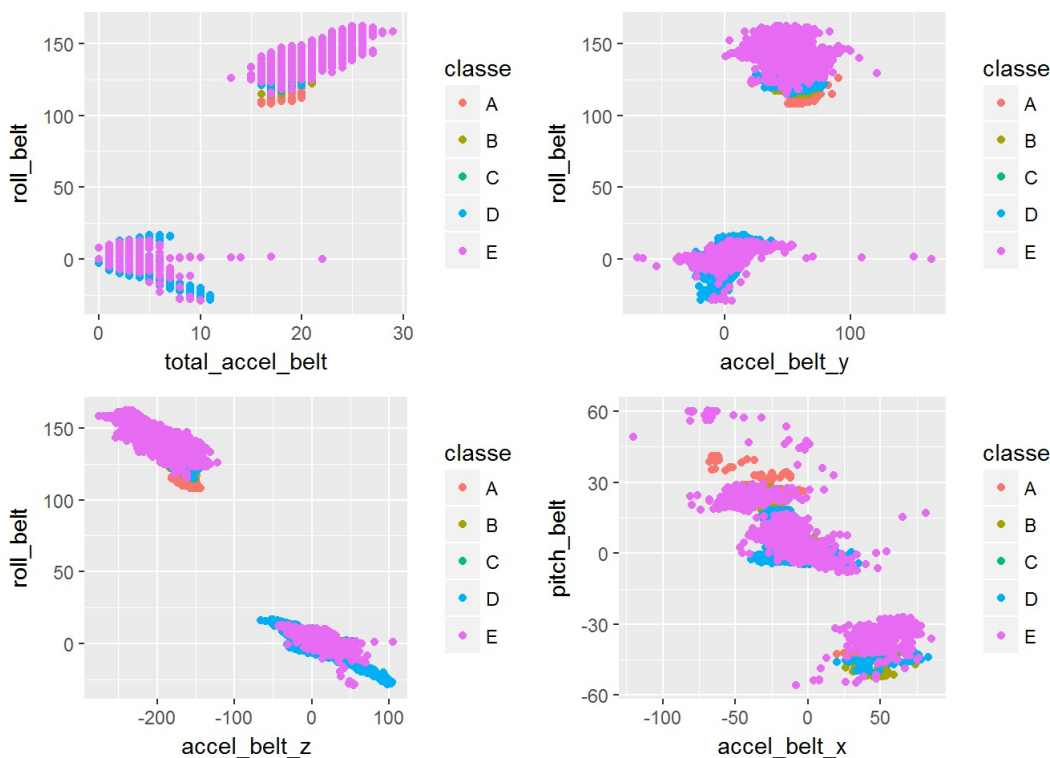 150
100
50
0
roll_belt
0
10
20
30
total_accel_belt
classe
A
B
C
D
E
150
100
50
0
roll_belt
0
100
accel_belt_y
classe
A
B
C
D
E
150
100
50
0
roll_belt
-200
-100
0
100
accel_belt_z
classe
A
B
C
D
E
60
30
0
-30
-60
pitch_belt
-100
-50
0
50
accel_belt_x
classe
A
B
C
D
E